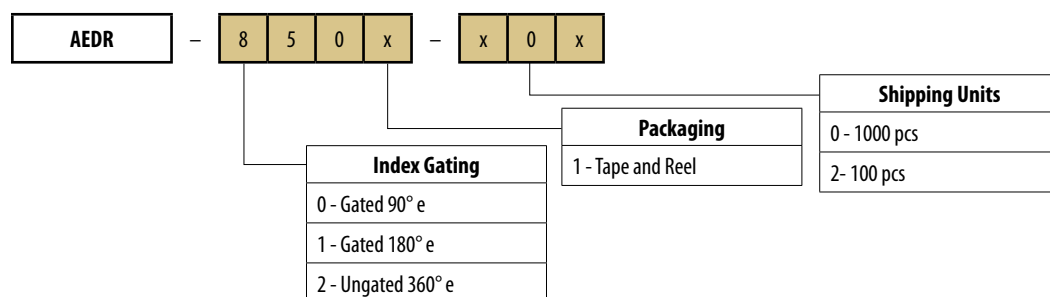 AEDR – 8 5 0 x – x 0 x
Shipping Units
0 - 1000 pcs
2- 100 pcs
Packaging
1 - Tape and Reel
Index Gating
0 - Gated 90° e
1 - Gated 180° e
2 - Ungated 360° e